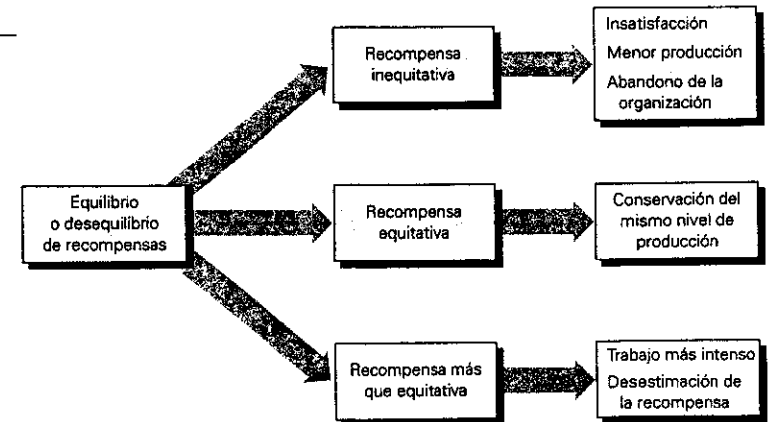 Equilibrio
o desequilibrio
de recompensas
Recompensa
inequitativa
Insatisfacción
Menor producción
Abandono de la
organización
Recompensa
equitativa
Conservación del
mismo nivel de
producción
Recompensa más
que equitativa
Trabajo más intenso
Desestimación de
la recompensa